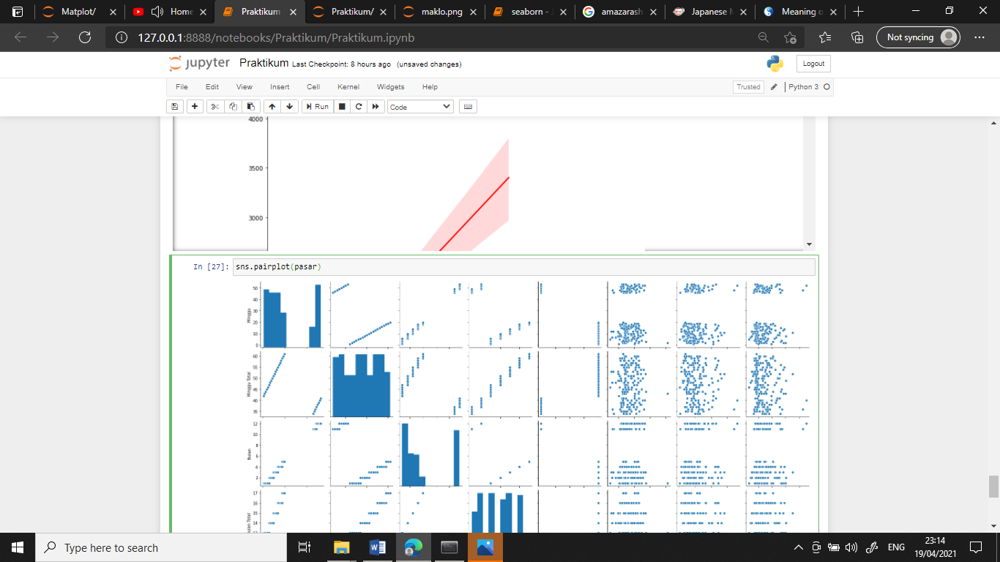 Matplot/
Home
Praktikum
Praktikum/
maklo.png
seaborn - J
amazarash
Japanese N
Meaning o
127.0.0.1:8888/notebooks/Praktikum/Praktikum.ipynb
Not syncing
jupyter Praktikum Last Checkpoint: 8 hours ago (unsaved changes)
Logout
File Edit View Insert Cell Kernel Widgets Help
Trusted
Python 3
Run
Code
4000
3500
3000
In [27]: sns.pairplot(pasar)
50
40
30
20
10
0
Minggu
60
55
50
45
40
35
Minggu Total
12
10
8
6
4
2
Bulan
17
16
15
14
Bulan Total
Type here to search
ENG
23:14
19/04/2021